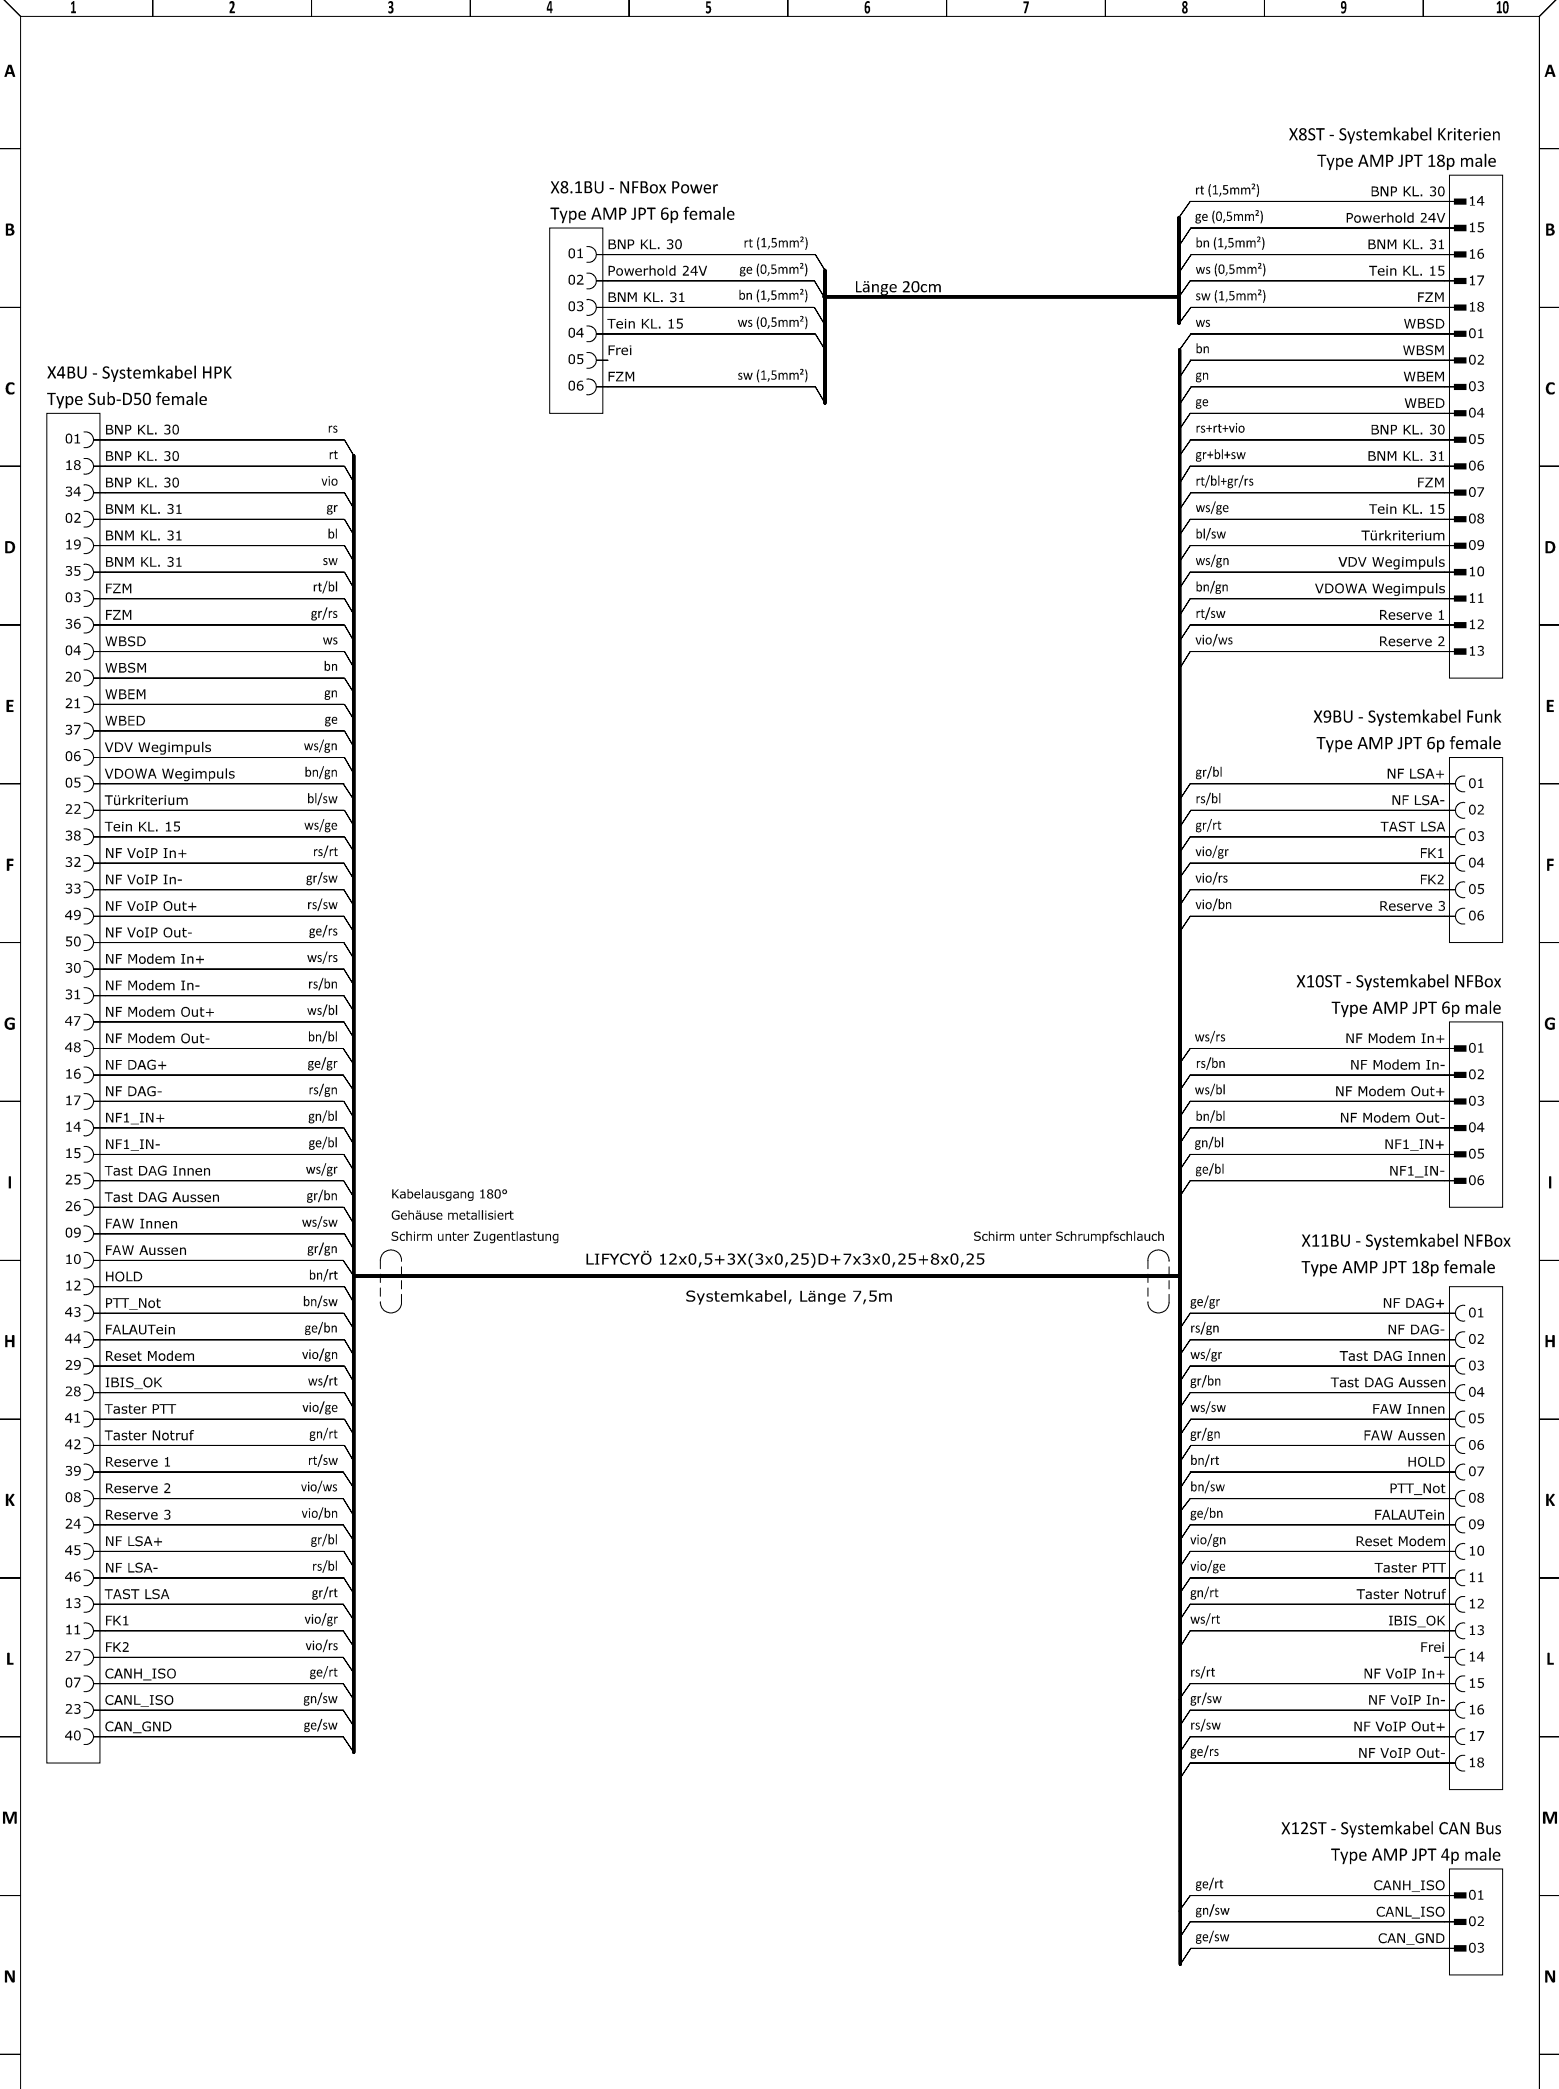 1 2 3 4 5 6 7 8 9 10
A A
B B
C C
D D
E E
F F
G G
I I
H H
K K
L L
M M
N N
X4BU - Systemkabel HPK
Type Sub-D50 female
01 BNP KL. 30 rs
18 BNP KL. 30 rt
34 BNP KL. 30 vio
02 BNM KL. 31 gr
19 BNM KL. 31 bl
35 BNM KL. 31 sw
03 FZM rt/bl
36 FZM gr/rs
04 WBSD ws
20 WBSM bn
21 WBEM gn
37 WBED ge
06 VDV Wegimpuls ws/gn
05 VDOWA Wegimpuls bn/gn
22 Türkriterium bl/sw
38 Tein KL. 15 ws/ge
32 NF VoIP In+ rs/rt
33 NF VoIP In- gr/sw
49 NF VoIP Out+ rs/sw
50 NF VoIP Out- ge/rs
30 NF Modem In+ ws/rs
31 NF Modem In- rs/bn
47 NF Modem Out+ ws/bl
48 NF Modem Out- bn/bl
16 NF DAG+ ge/gr
17 NF DAG- rs/gn
14 NF1_IN+ gn/bl
15 NF1_IN- ge/bl
25 Tast DAG Innen ws/gr
26 Tast DAG Aussen gr/bn
09 FAW Innen ws/sw
10 FAW Aussen gr/gn
12 HOLD bn/rt
43 PTT_Not bn/sw
44 FALAUTein ge/bn
29 Reset Modem vio/gn
28 IBIS_OK ws/rt
41 Taster PTT vio/ge
42 Taster Notruf gn/rt
39 Reserve 1 rt/sw
08 Reserve 2 vio/ws
24 Reserve 3 vio/bn
45 NF LSA+ gr/bl
46 NF LSA- rs/bl
13 TAST LSA gr/rt
11 FK1 vio/gr
27 FK2 vio/rs
07 CANH_ISO ge/rt
23 CANL_ISO gn/sw
40 CAN_GND ge/sw
X8.1BU - NFBox Power
Type AMP JPT 6p female
01 BNP KL. 30 rt (1,5mm²)
02 Powerhold 24V ge (0,5mm²)
03 BNM KL. 31 bn (1,5mm²)
04 Tein KL. 15 ws (0,5mm²)
05 Frei
06 FZM sw (1,5mm²)
Länge 20cm
Kabelausgang 180°
Gehäuse metallisiert
Schirm unter Zugentlastung
LIFYCYÖ 12x0,5+3X(3x0,25)D+7x3x0,25+8x0,25
Systemkabel, Länge 7,5m
Schirm unter Schrumpfschlauch
X8ST - Systemkabel Kriterien
Type AMP JPT 18p male
rt (1,5mm²) BNP KL. 30 14
ge (0,5mm²) Powerhold 24V 15
bn (1,5mm²) BNM KL. 31 16
ws (0,5mm²) Tein KL. 15 17
sw (1,5mm²) FZM 18
ws WBSD 01
bn WBSM 02
gn WBEM 03
ge WBED 04
rs+rt+vio BNP KL. 30 05
gr+bl+sw BNM KL. 31 06
rt/bl+gr/rs FZM 07
ws/ge Tein KL. 15 08
bl/sw Türkriterium 09
ws/gn VDV Wegimpuls 10
bn/gn VDOWA Wegimpuls 11
rt/sw Reserve 1 12
vio/ws Reserve 2 13
X9BU - Systemkabel Funk
Type AMP JPT 6p female
gr/bl NF LSA+ 01
rs/bl NF LSA- 02
gr/rt TAST LSA 03
vio/gr FK1 04
vio/rs FK2 05
vio/bn Reserve 3 06
X10ST - Systemkabel NFBox
Type AMP JPT 6p male
ws/rs NF Modem In+ 01
rs/bn NF Modem In- 02
ws/bl NF Modem Out+ 03
bn/bl NF Modem Out- 04
gn/bl NF1_IN+ 05
ge/bl NF1_IN- 06
X11BU - Systemkabel NFBox
Type AMP JPT 18p female
ge/gr NF DAG+ 01
rs/gn NF DAG- 02
ws/gr Tast DAG Innen 03
gr/bn Tast DAG Aussen 04
ws/sw FAW Innen 05
gr/gn FAW Aussen 06
bn/rt HOLD 07
bn/sw PTT_Not 08
ge/bn FALAUTein 09
vio/gn Reset Modem 10
vio/ge Taster PTT 11
gn/rt Taster Notruf 12
ws/rt IBIS_OK 13
Frei 14
rs/rt NF VoIP In+ 15
gr/sw NF VoIP In- 16
rs/sw NF VoIP Out+ 17
ge/rs NF VoIP Out- 18
X12ST - Systemkabel CAN Bus
Type AMP JPT 4p male
ge/rt CANH_ISO 01
gn/sw CANL_ISO 02
ge/sw CAN_GND 03